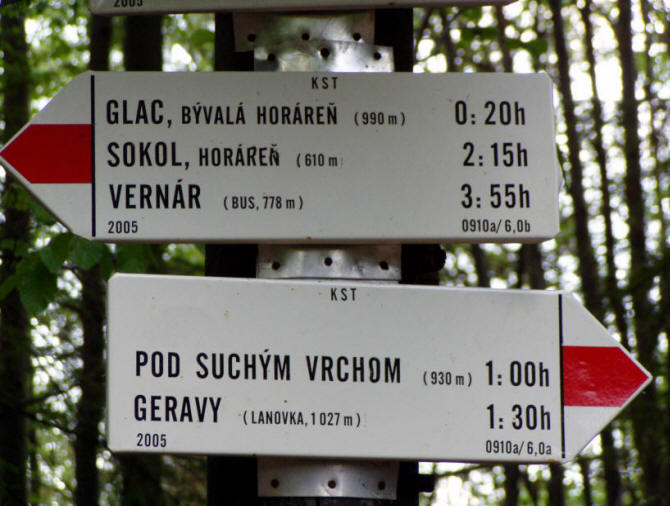 2005
KST
GLAC, BÝVALÁ HORÁREŇ (990 m) 0:20h
SOKOL, HORÁREŇ (610 m 2:15h
VERNÁR (BUS, 778 m) 3:55h
2005 0910a/6,0b
KST
POD SUCHÝM VRCHOM (930 m) 1:00h
GERAVY (LANOVKA, 1 027 m) 1:30h
2005 0910a/6,0a